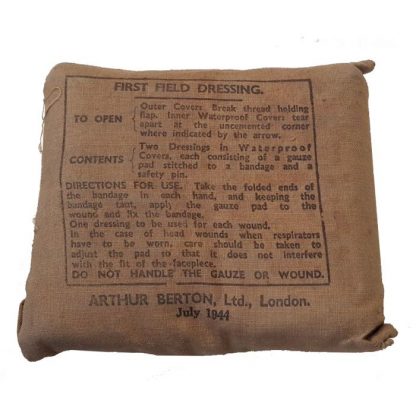 FIRST FIELD DRESSING.
TO OPEN { Outer Covers Break thread holding
flap. Inner Waterproof Covers tear
apart at the uncemented corner
where indicated by the arrow.
CONTENTS { Two Dressings in Waterproof
Covers, each consisting of a gauze
pad stitched to a bandage and a
safety pin.
DIRECTIONS FOR USE. Take the folded ends of
the bandage in each hand, and keeping the
bandage taut, apply the gauze pad to the
wound and fix the bandage.
One dressing to be used for each wound.
In the case of head wounds when respirators
have to be worn, care should be taken to
adjust the pad so that it does not interfere
with the fit of the facepiece.
DO NOT HANDLE THE GAUZE OR WOUND.
ARTHUR BERTON, Ltd., London.
July 1944